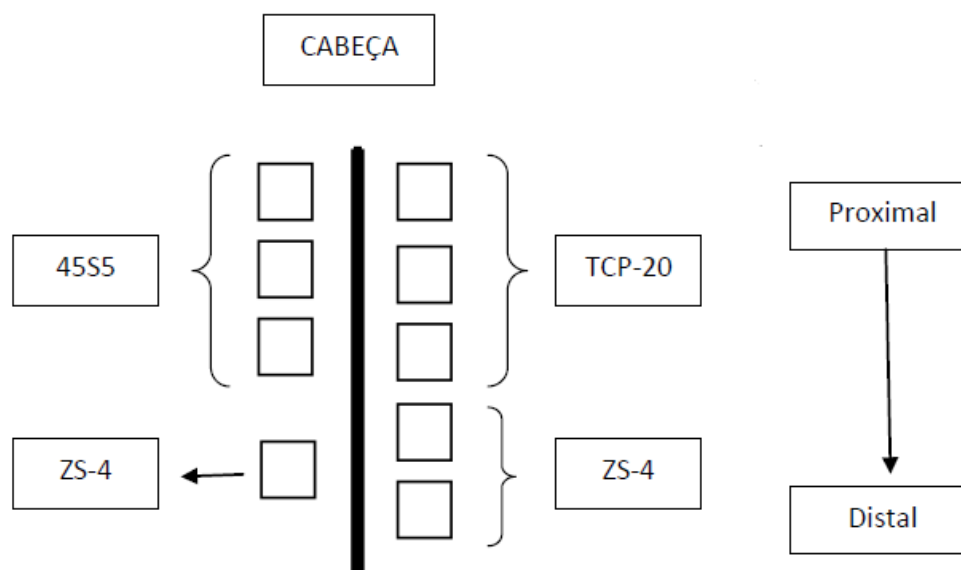 CABEÇA
Proximal
45S5
TCP-20
ZS-4
ZS-4
Distal